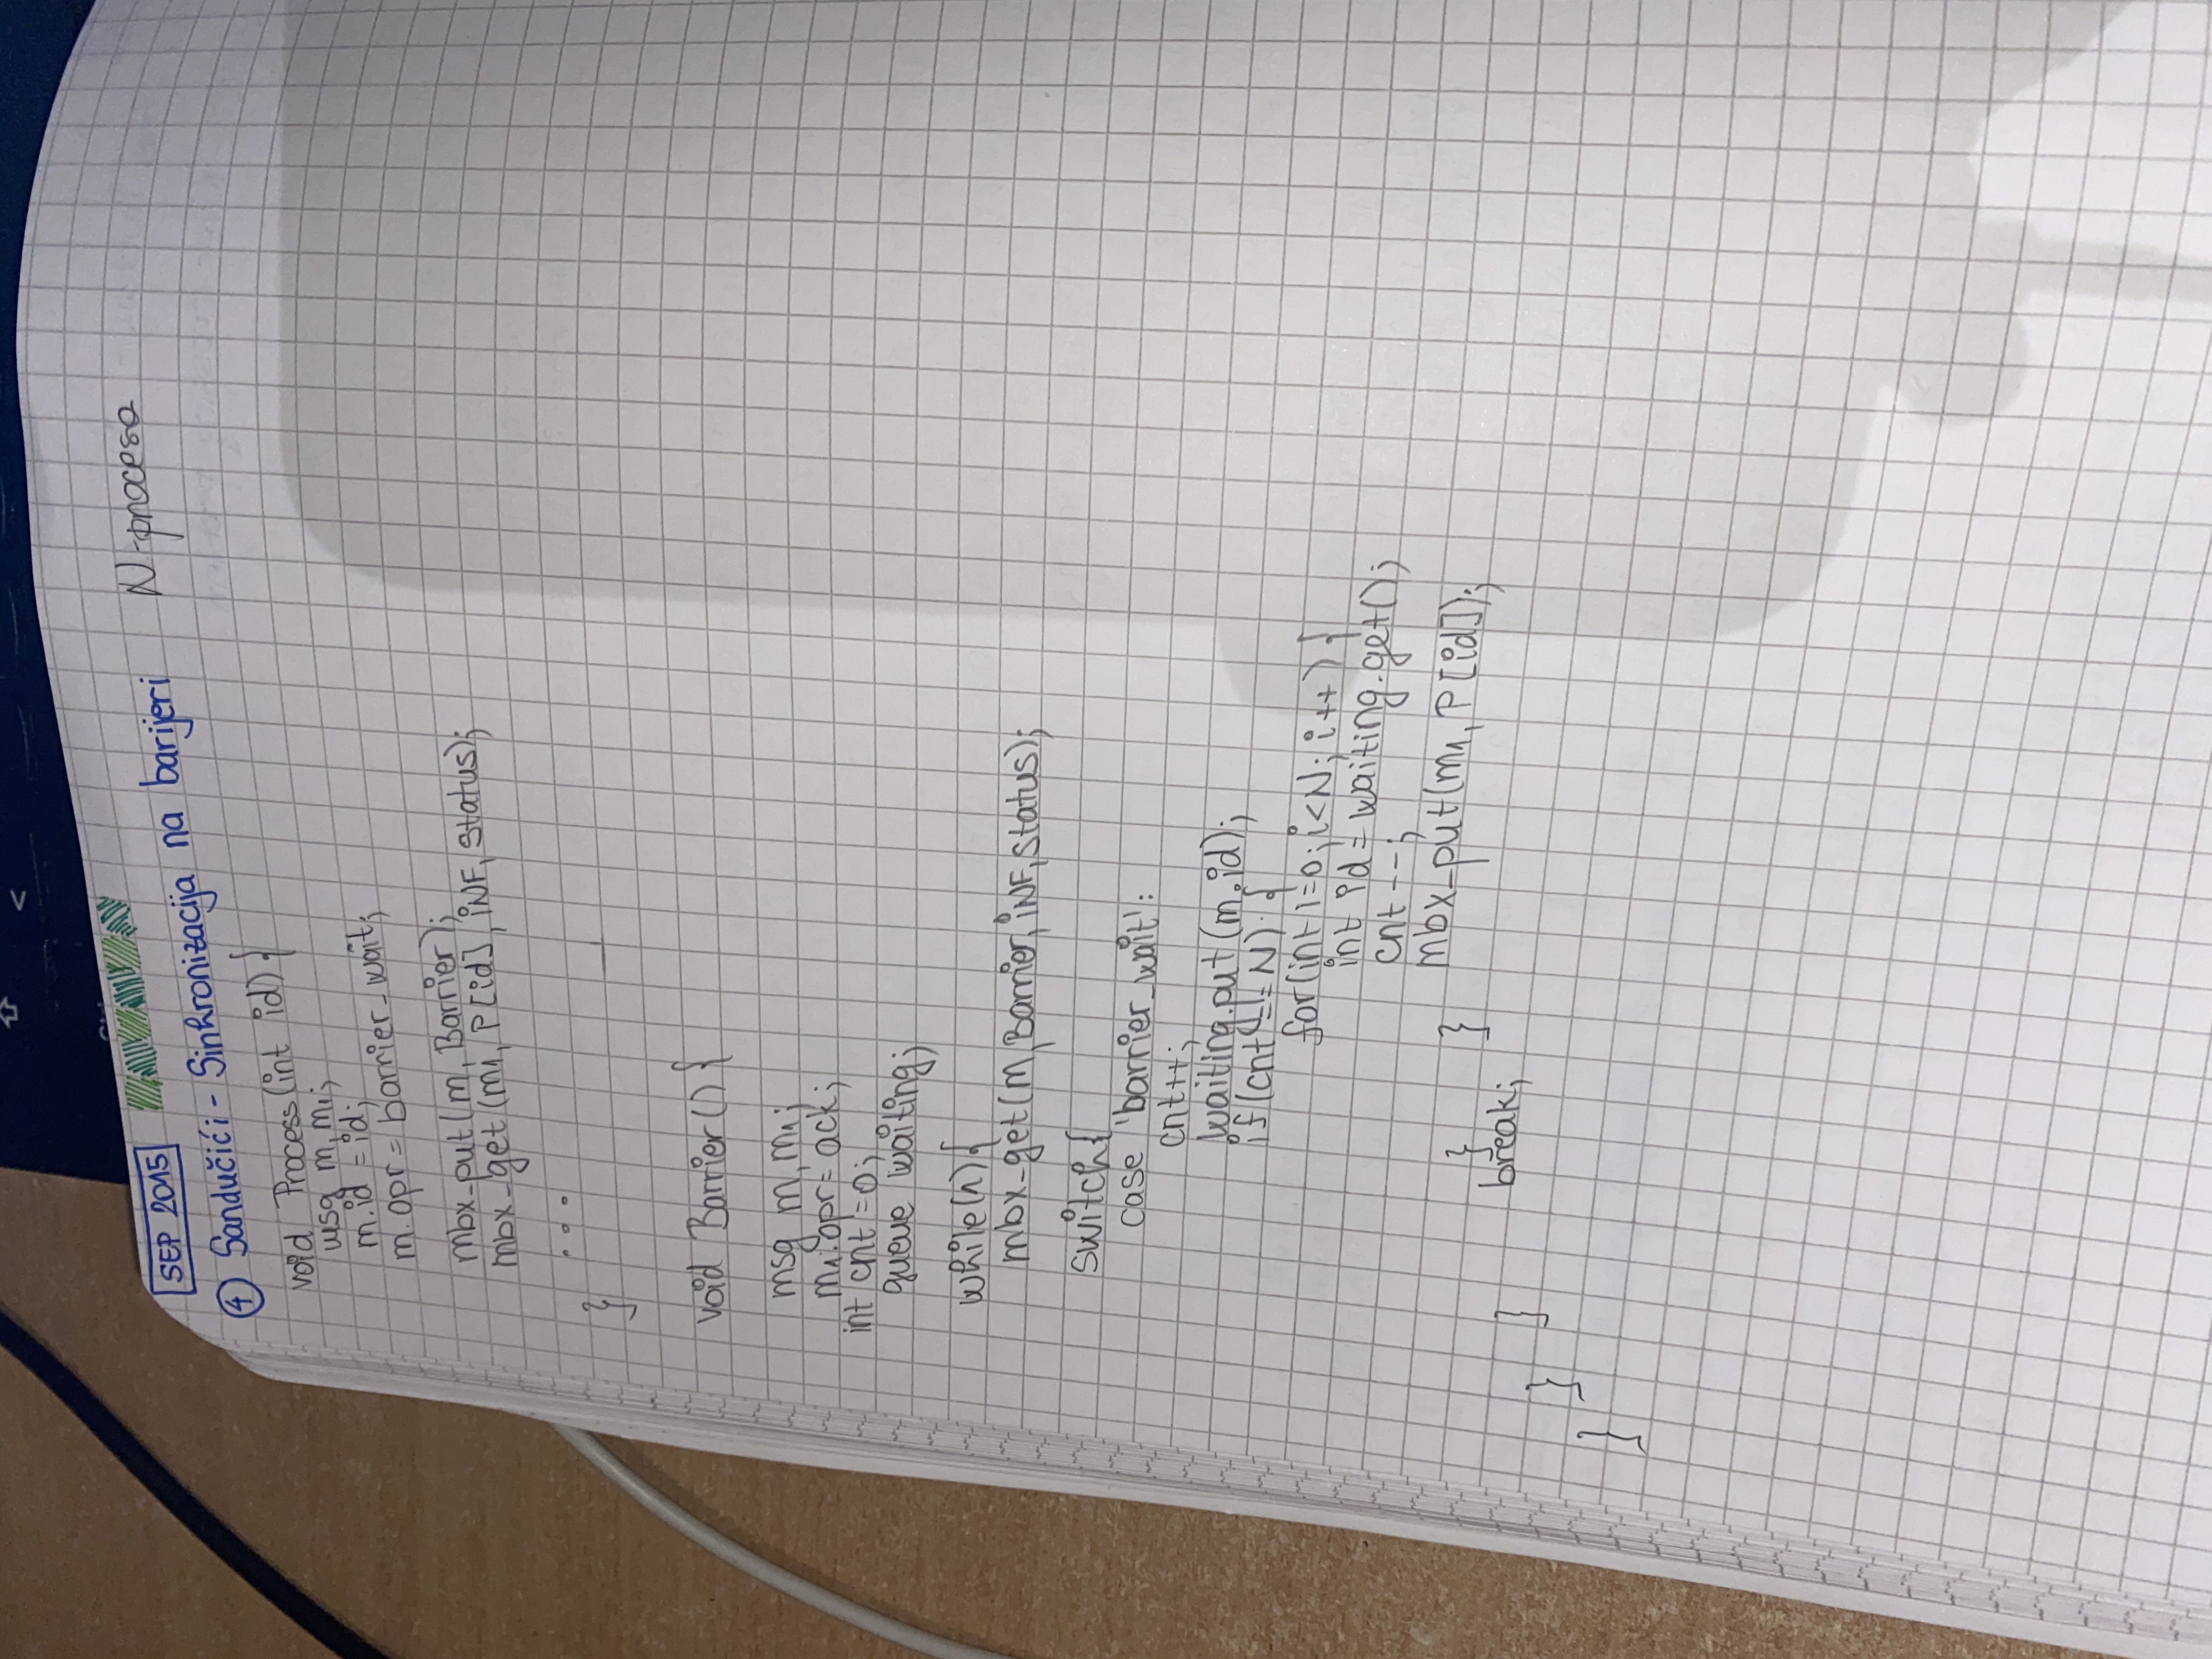 SEP 2015
N-procesa
4 Sandučići - Sinhronizacija na barijeri
void Process(int id) {
msg m, m1;
m.id = id;
m.opr = barrier_wait;
mbx_put(m, Barrier);
mbx_get(m1, P[id], INF, status);
...
}
void Barrier() {
msg m, m1;
m1.opr = ack;
int cnt = 0;
queue waiting;
while(1){
mbx_get(m, Barrier, INF, status);
switch{
case 'barrier_wait':
cnt++;
waiting.put(m.id);
if(cnt == N) {
for(int i=0; i<N; i++) {
int id = waiting.get();
cnt--;
mbx_put(m1, P[id]);
} }
break;
}
}
}